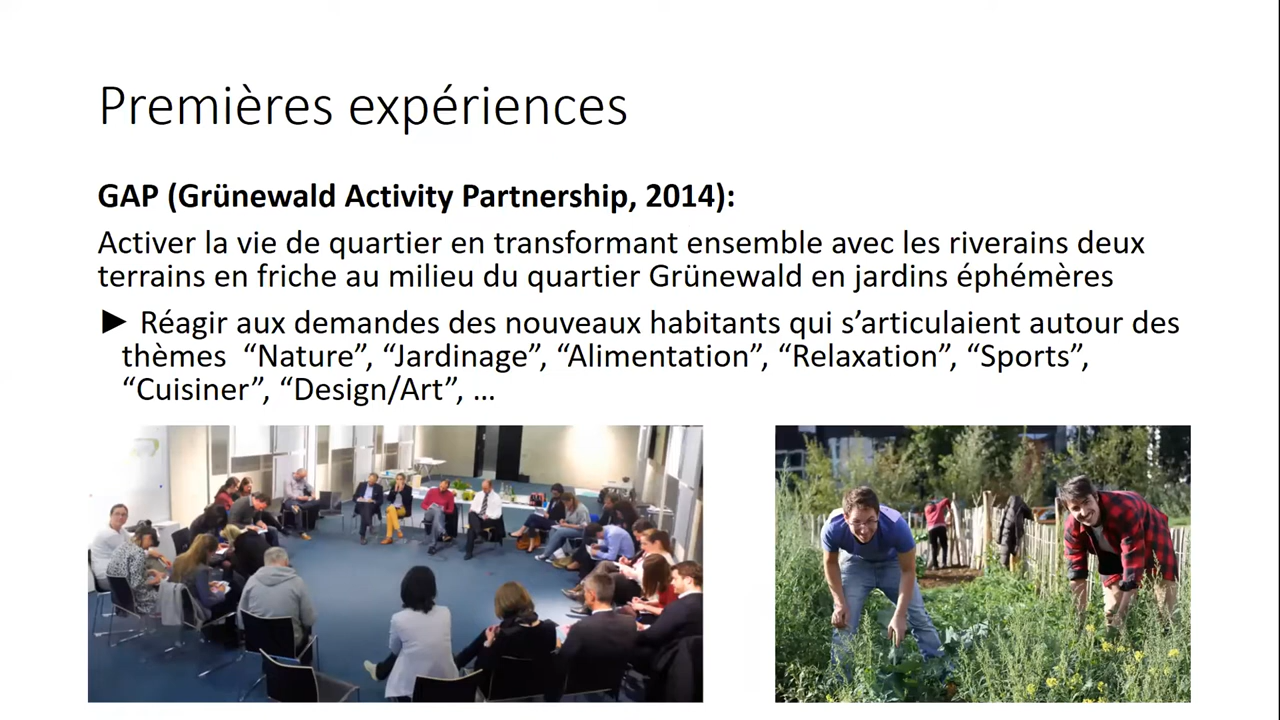 Premières expériences
GAP (Grünewald Activity Partnership, 2014):
Activer la vie de quartier en transformant ensemble avec les riverains deux
terrains en friche au milieu du quartier Grünewald en jardins éphémères
► Réagir aux demandes des nouveaux habitants qui s’articulaient autour des
thèmes “Nature”, “Jardinage”, “Alimentation”, “Relaxation”, “Sports”,
“Cuisiner”, “Design/Art”, ...